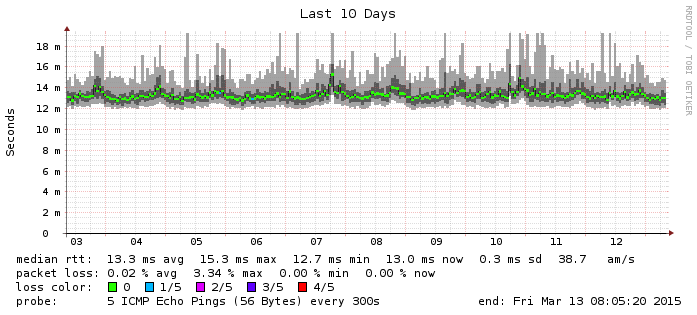 Last 10 Days
RRDTOOL / TOBI OETIKER
Seconds
18 m
16 m
14 m
12 m
10 m
8 m
6 m
4 m
2 m
0
03 04 05 06 07 08 09 10 11 12
median rtt: 13.3 ms avg 15.3 ms max 12.7 ms min 13.0 ms now 0.3 ms sd 38.7 am/s
packet loss: 0.02 % avg 3.34 % max 0.00 % min 0.00 % now
loss color: 0 1/5 2/5 3/5 4/5
probe: 5 ICMP Echo Pings (56 Bytes) every 300s end: Fri Mar 13 08:05:20 2015